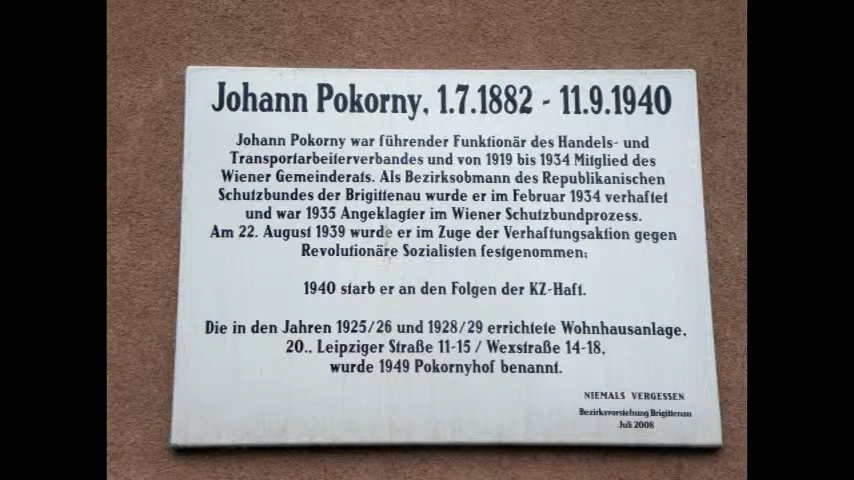 Johann Pokorny, 1.7.1882 - 11.9.1940
Johann Pokorny war führender Funktionär des Handels- und
Transportarbeiterverbandes und von 1919 bis 1934 Mitglied des
Wiener Gemeinderats. Als Bezirksobmann des Republikanischen
Schutzbundes der Brigittenau wurde er im Februar 1934 verhaftet
und war 1935 Angeklagter im Wiener Schutzbundprozess.
Am 22. August 1939 wurde er im Zuge der Verhaftungsaktion gegen
Revolutionäre Sozialisten festgenommen;
1940 starb er an den Folgen der KZ-Haft.
Die in den Jahren 1925/26 und 1928/29 errichtete Wohnhausanlage,
20., Leipziger Straße 11-15 / Wexstraße 14-18,
wurde 1949 Pokornyhof benannt.
NIEMALS VERGESSEN
Bezirksvorstehung Brigittenau
Juli 2008